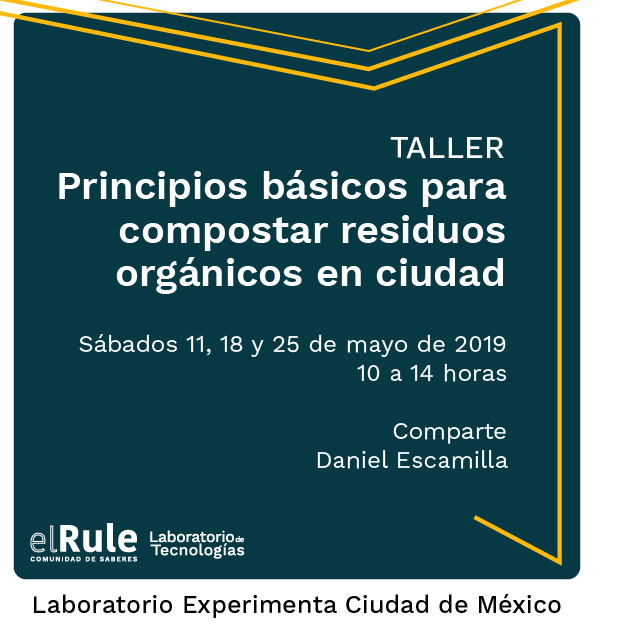 TALLER
Principios básicos para
compostar residuos
orgánicos en ciudad
Sábados 11, 18 y 25 de mayo de 2019
10 a 14 horas
Comparte
Daniel Escamilla
elRule
COMUNIDAD DE SABERES
Laboratorio de
Tecnologías
Laboratorio Experimenta Ciudad de México